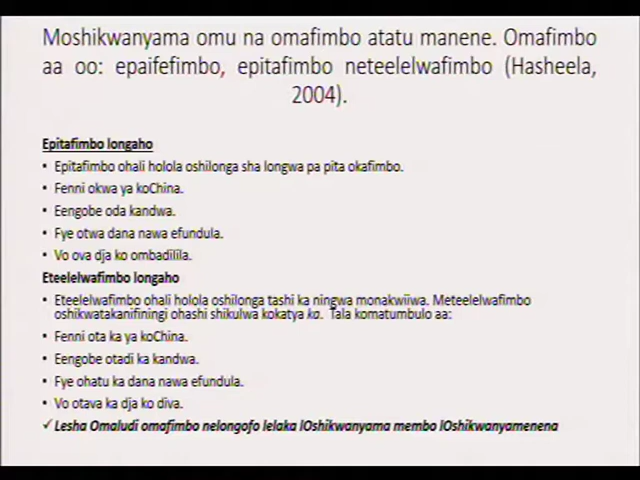 Moshikwanyama omu na omafimbo atatu manene. Omafimbo
aa oo: epaifefimbo, epitafimbo neteelelwafimbo (Hasheela,
2004).
Epitafimbo longaho
• Epitafimbo ohali holola oshilonga sha longwa pa pita okafimbo.
• Fenni okwa ya koChina.
• Eengobe oda kandwa.
• Fye otwa dana nawa efundula.
• Vo ova dja ko ombadilila.
Eteelelwafimbo longaho
• Eteelelwafimbo ohali holola oshilonga tashi ka ningwa monakwiiwa. Meteelelwafimbo
oshikwatakanifiningi ohashi shikulwa kokatya ka. Tala komatumbulo aa:
• Fenni ota ka ya koChina.
• Eengobe otadi ka kandwa.
• Fye ohatu ka dana nawa efundula.
• Vo otava ka dja ko diva.
✓ Lesha Omaludi omafimbo nelongofo lelaka lOshikwanyama membo lOshikwanyamenena